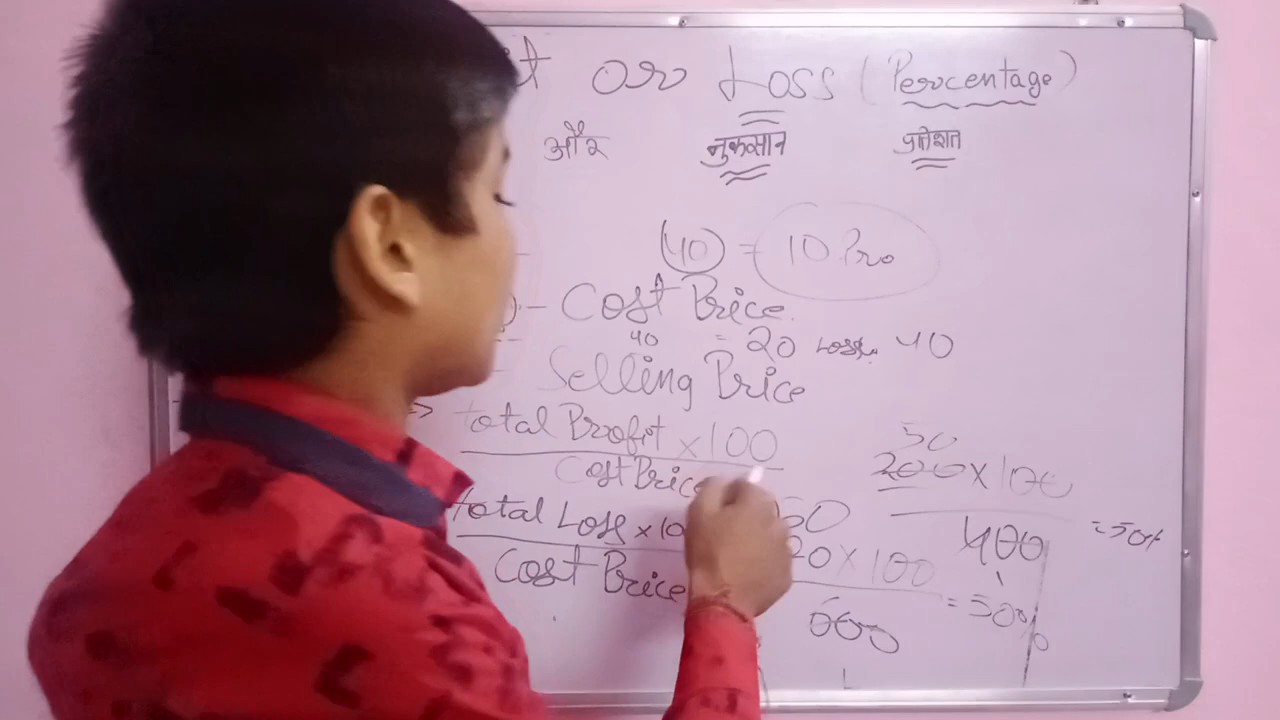 or Loss (Percentage)
और नुकसान प्रतिशत
40 = 10 Pro
- Cost Price
40 = 20 Loss 40
Selling Price
=> total Profit × 100
Cost Price
total Loss × 10
Cost Price
50
20 × 100
= 50%
50
200 × 100
400
= 50%